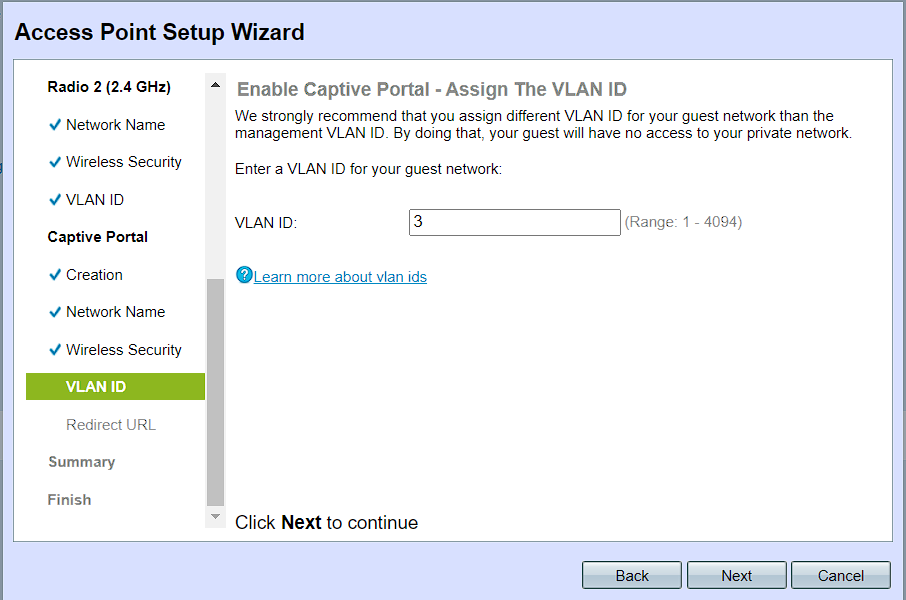 Access Point Setup Wizard
Radio 2 (2.4 GHz)
Network Name
Wireless Security
VLAN ID
Captive Portal
Creation
Network Name
Wireless Security
VLAN ID
Redirect URL
Summary
Finish
Enable Captive Portal - Assign The VLAN ID
We strongly recommend that you assign different VLAN ID for your guest network than the
management VLAN ID. By doing that, your guest will have no access to your private network.
Enter a VLAN ID for your guest network:
VLAN ID: 3 (Range: 1 - 4094)
?Learn more about vlan ids
Click Next to continue
Back Next Cancel